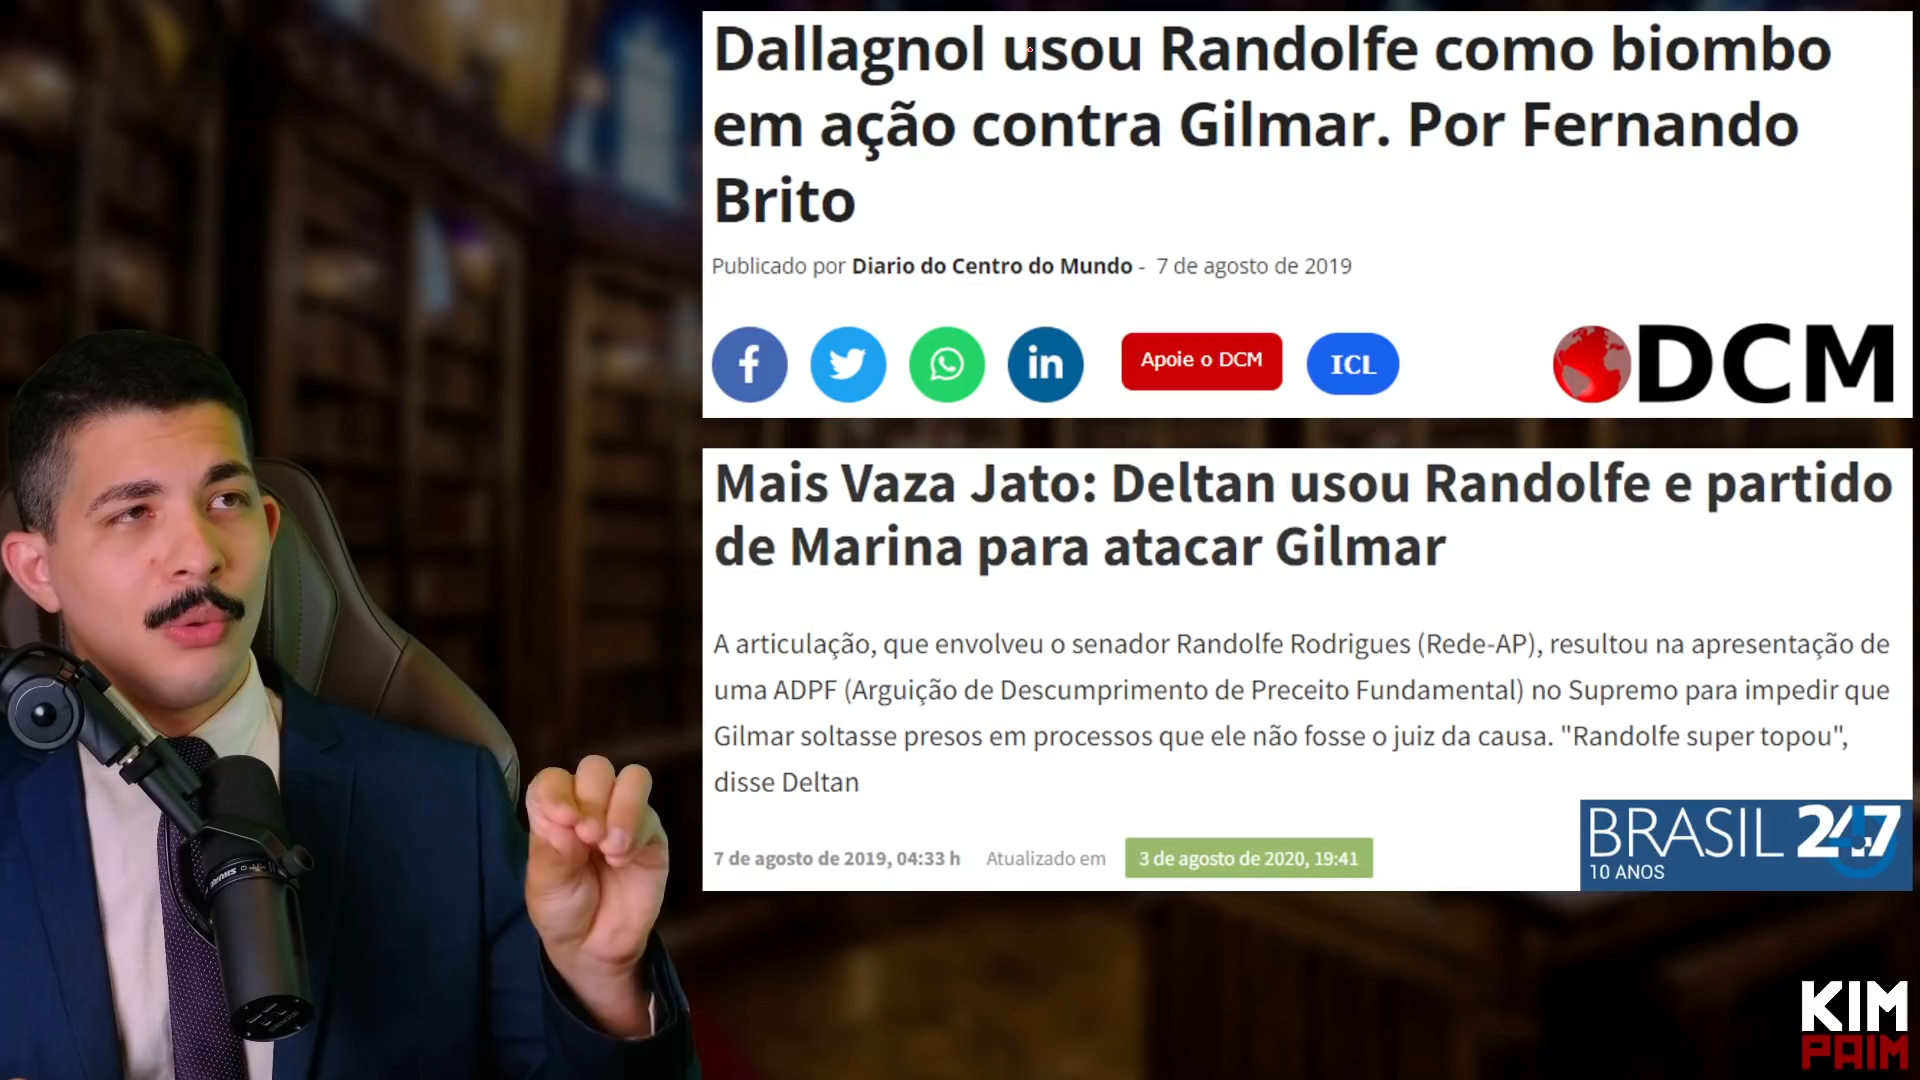 Dallagnol usou Randolfe como biombo
em ação contra Gilmar. Por Fernando
Brito
Publicado por Diario do Centro do Mundo - 7 de agosto de 2019
Apoie o DCM
ICL
DCM
Mais Vaza Jato: Deltan usou Randolfe e partido
de Marina para atacar Gilmar
A articulação, que envolveu o senador Randolfe Rodrigues (Rede-AP), resultou na apresentação de
uma ADPF (Arguição de Descumprimento de Preceito Fundamental) no Supremo para impedir que
Gilmar soltasse presos em processos que ele não fosse o juiz da causa. "Randolfe super topou",
disse Deltan
7 de agosto de 2019, 04:33 h Atualizado em 3 de agosto de 2020, 19:41
BRASIL 247
10 ANOS
SHURE
KIM
PAIM